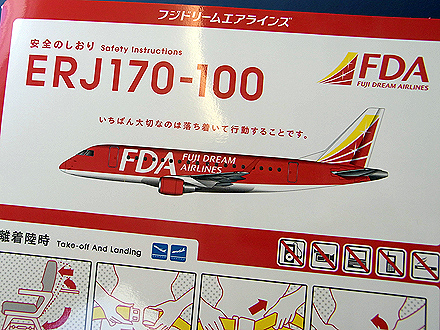 フジドリームエアラインズ
安全のしおり Safety Instructions
ERJ170-100
FDA
FUJI DREAM AIRLINES
いちばん大切なのは落ち着いて行動することです。
FDA FUJI DREAM
AIRLINES
離着陸時 Take-off And Landing